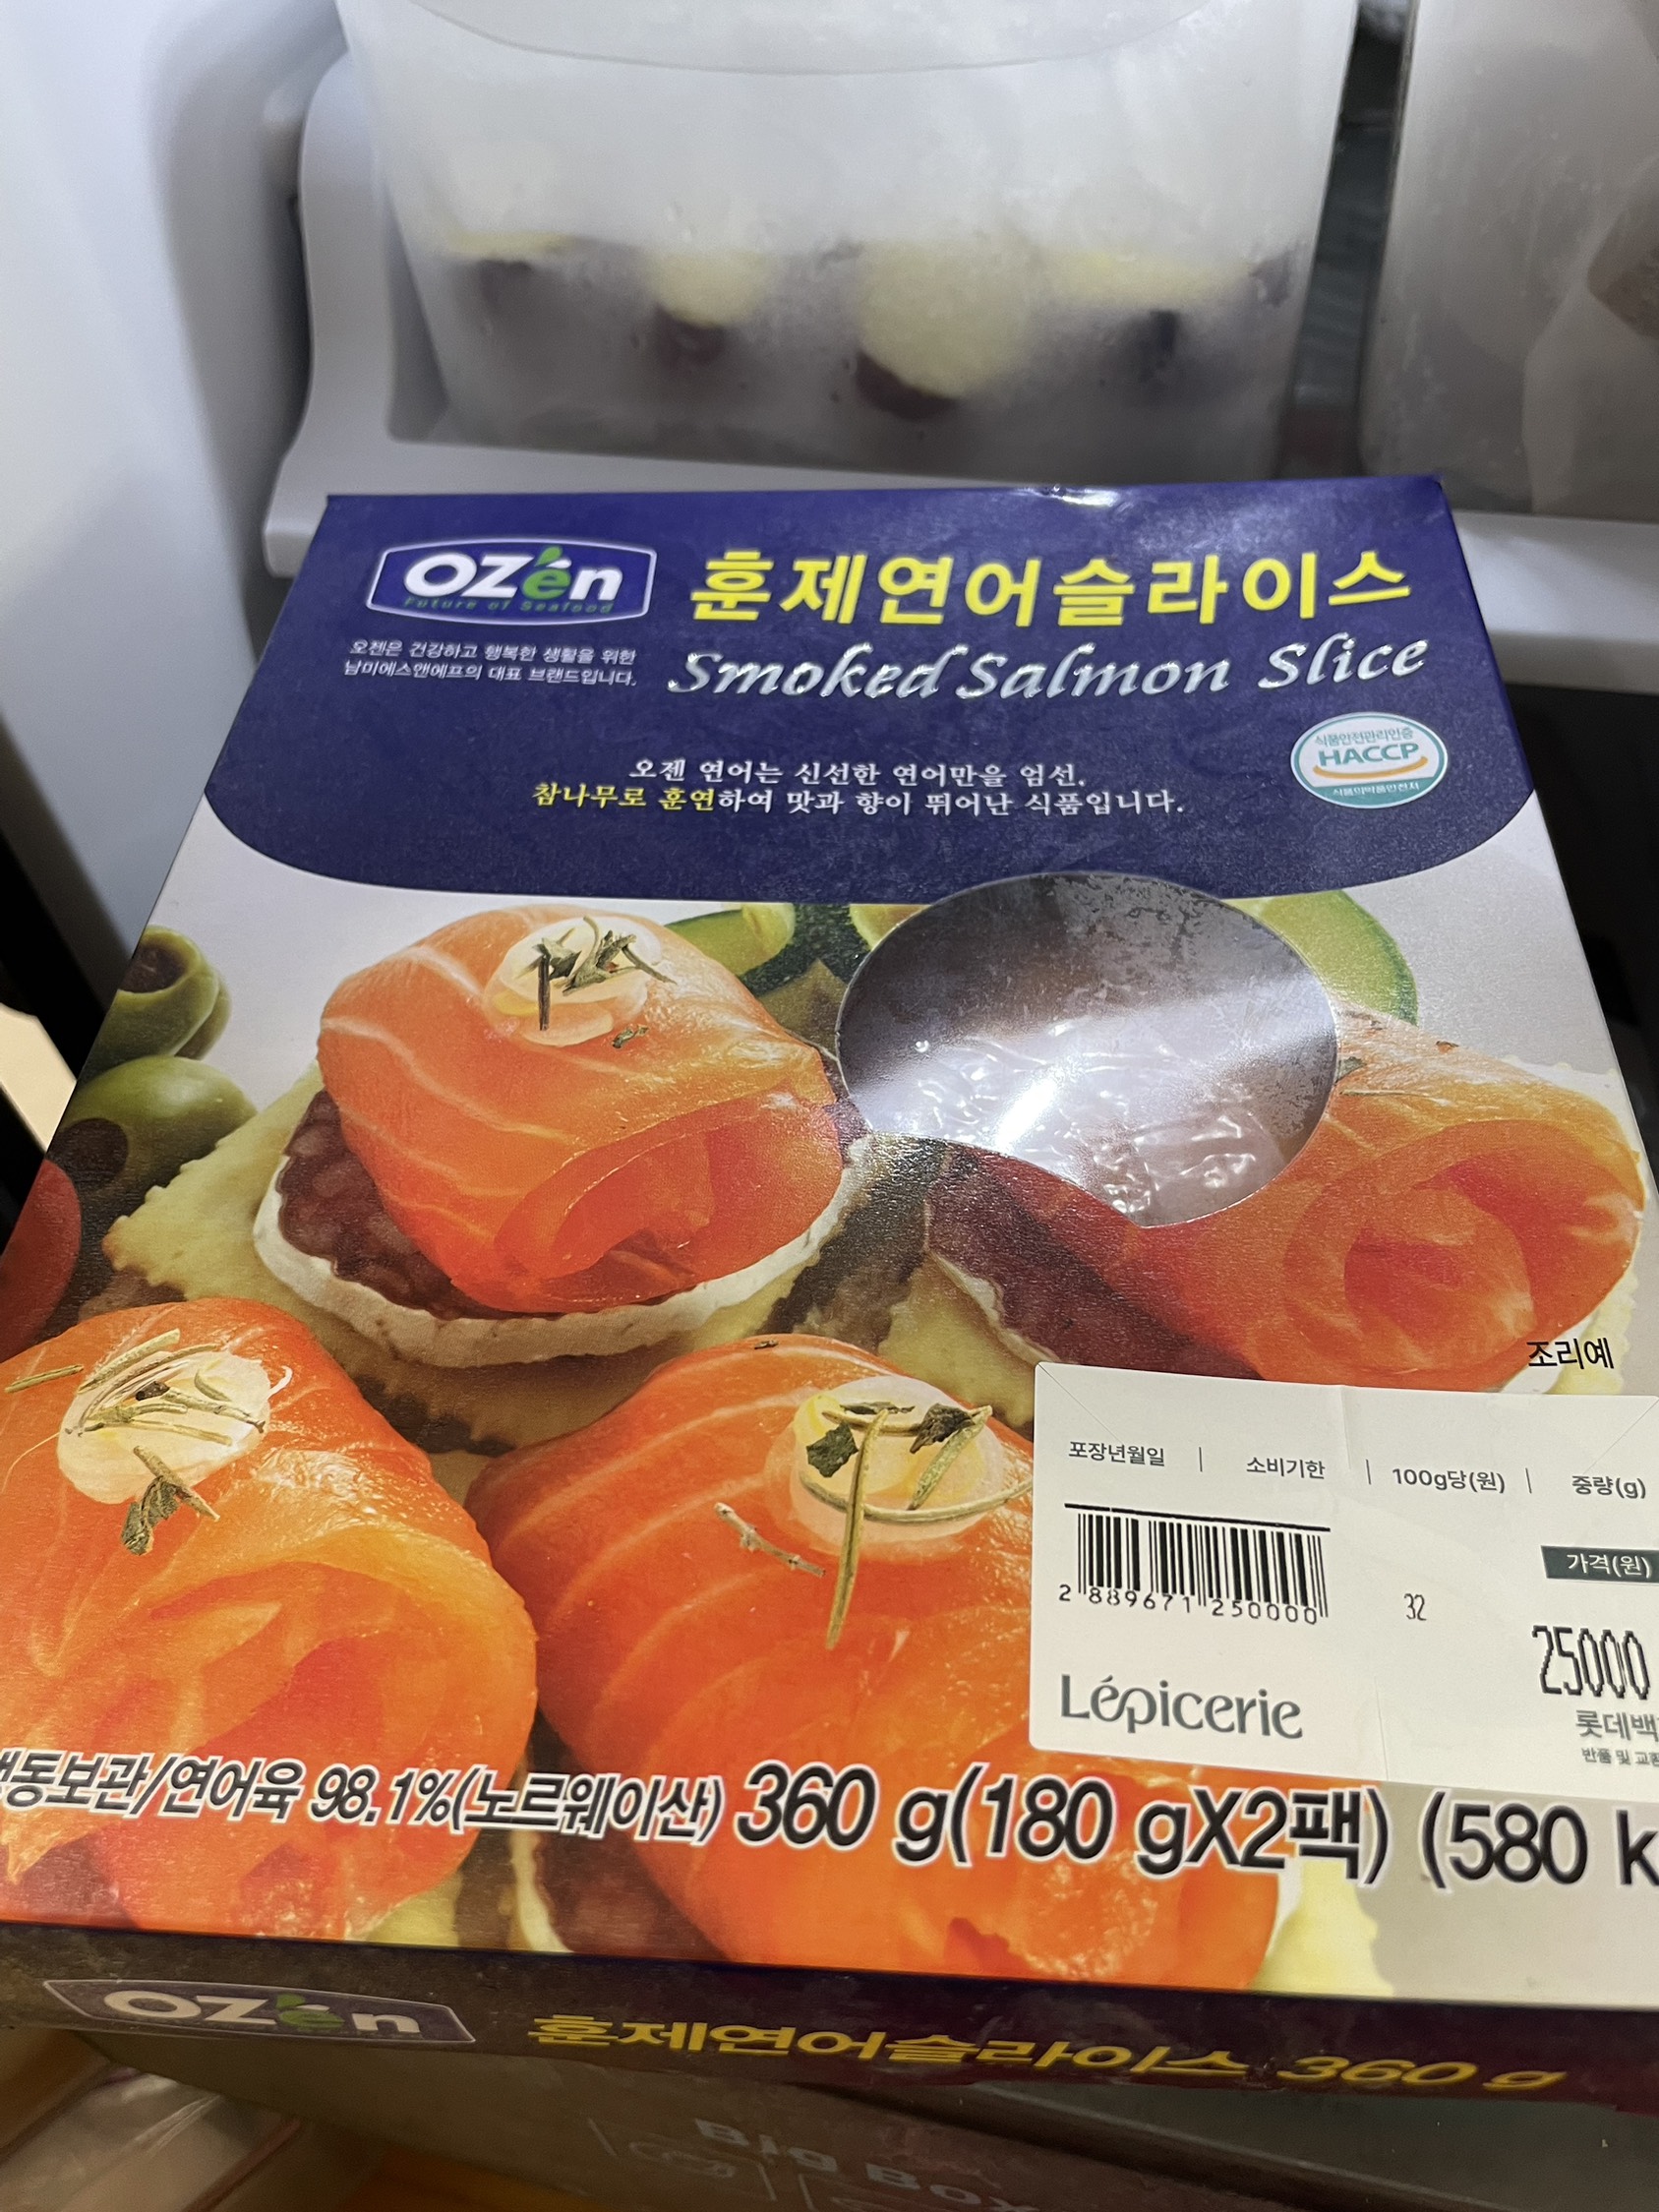 OZén
Future of Seafood
오젠은 건강하고 행복한 생활을 위한
남미에스앤에프의 대표 브랜드입니다.
훈제연어슬라이스
Smoked Salmon Slice
오젠 연어는 신선한 연어만을 엄선,
참나무로 훈연하여 맛과 향이 뛰어난 식품입니다.
식품안전관리인증
HACCP
식품의약품안전처
조리예
포장년월일 | 소비기한 | 100g당(원) | 중량(g)
가격(원)
2 889671 250000
32
25000
Lépicerie
롯데백
반품 및 교
동보관/연어육 98.1%(노르웨이산) 360 g(180 gX2팩) (580 k
OZén 훈제연어슬라이스 360 g
Big Box